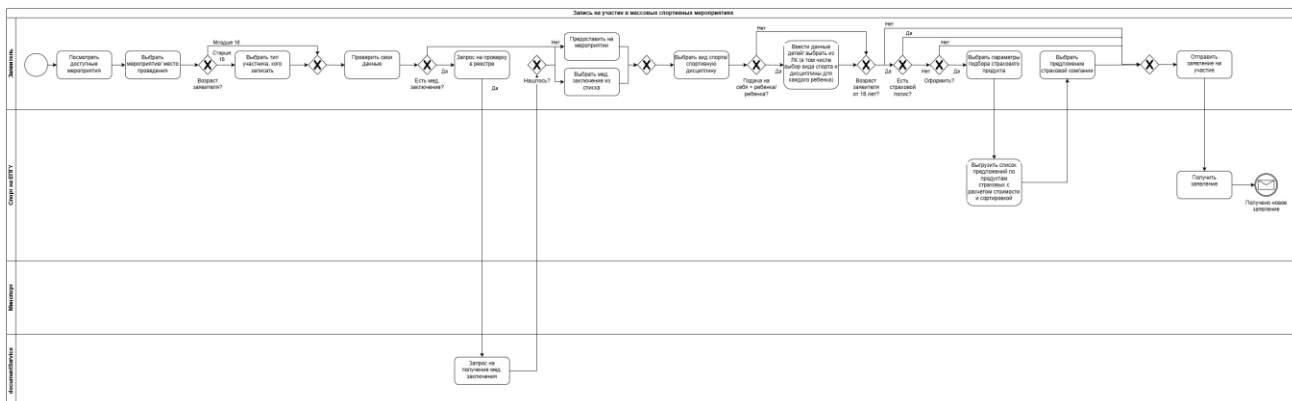 Запись на участие в массовых спортивных мероприятиях
Заявитель
Посмотреть
доступные
мероприятия
Выбрать
мероприятие/ место
проведения
Младше 18
Старше
18
Возраст
заявителя?
Выбрать тип
участника, кого
записать
Проверить свои
данные
Есть мед.
заключение?
Да
Запрос на проверку
в реестре
Да
Нашлось?
Нет
Предоставить на
мероприятии
Выбрать мед.
заключение из
списка
Выбрать вид спорта/
спортивную
дисциплину
Нет
Подача на
себя + ребенка/
ребенка?
Да
Ввести данные
детей/ выбрать из
ЛК (в том числе
выбор вида спорта и
дисциплины для
каждого ребенка)
Возраст
заявителя
от 18 лет?
Нет
Да
Да
Есть
страховой
полис?
Нет
Нет
Оформить?
Да
Выбрать параметры
подбора страхового
продукта
Выбрать
предложение
страховой компании
Отправить
заявление на
участие
Спорт на ЕПГУ
Выгрузить список
предложений по
продуктам
страховых с
расчетом стоимости
и сортировкой
Получить
заявление
Получено новое
заявление
Минспорт
documentService
Запрос на
получение мед.
заключения